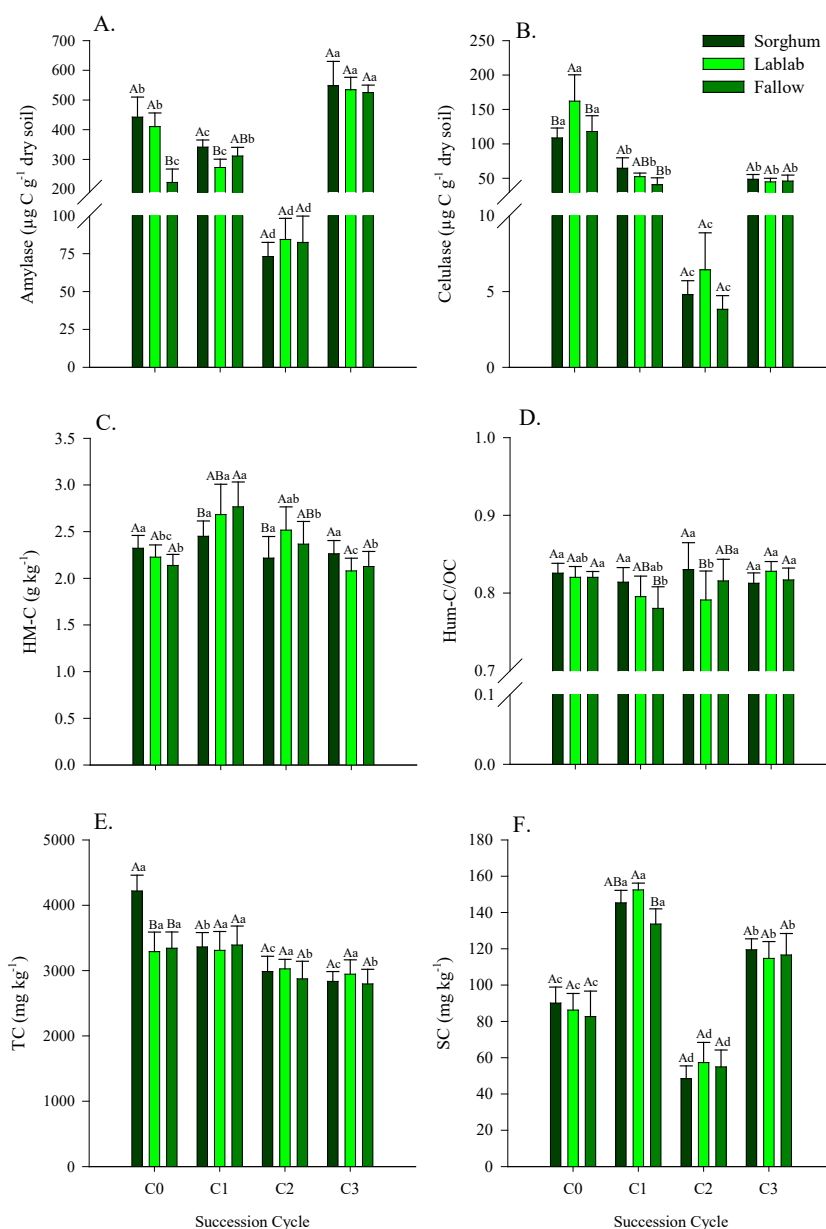 A.
700
600
500
400
300
200
100
75
50
25
0
Amylase (µg C g⁻¹ dry soil)
Ab Ab Bc
Ac Bc ABb
Ad Ad Ad
Aa Aa Aa
B.
250
200
150
100
50
10
5
0
Celulase (µg C g⁻¹ dry soil)
Ba Aa Ba
Ab ABb Bb
Ac Ac Ac
Ab Ab Ab
Sorghum
Lablab
Fallow
C.
3.5
3.0
2.5
2.0
1.5
1.0
0.5
0.0
HM-C (g kg⁻¹)
Aa Abc Ab
Ba ABa Aa
Ba Aab ABb
Aa Ac Ab
D.
1.0
0.9
0.8
0.7
0.1
0.0
Hum-C/OC
Aa Aab Aa
Aa ABab Bb
Aa Bb ABa
Aa Aa Aa
E.
5000
4000
3000
2000
1000
0
TC (mg kg⁻¹)
Aa Ba Ba
Ab Aa Aa
Ac Aa Ab
Ac Aa Ab
C0 C1 C2 C3
Succession Cycle
F.
180
160
140
120
100
80
60
40
20
0
SC (mg kg⁻¹)
Ac Ac Ac
ABa Aa Ba
Ad Ad Ad
Ab Ab Ab
C0 C1 C2 C3
Succession Cycle